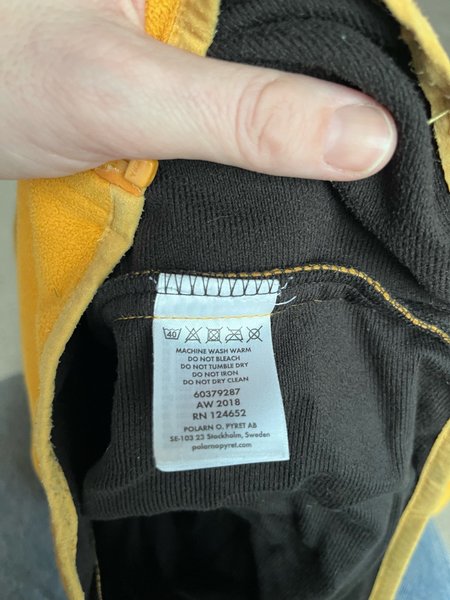 40
MACHINE WASH WARM
DO NOT BLEACH
DO NOT TUMBLE DRY
DO NOT IRON
DO NOT DRY CLEAN
60379287
AW 2018
RN 124652
POLARN O. PYRET AB
SE-103 23 Stockholm, Sweden
polarnopyret.com